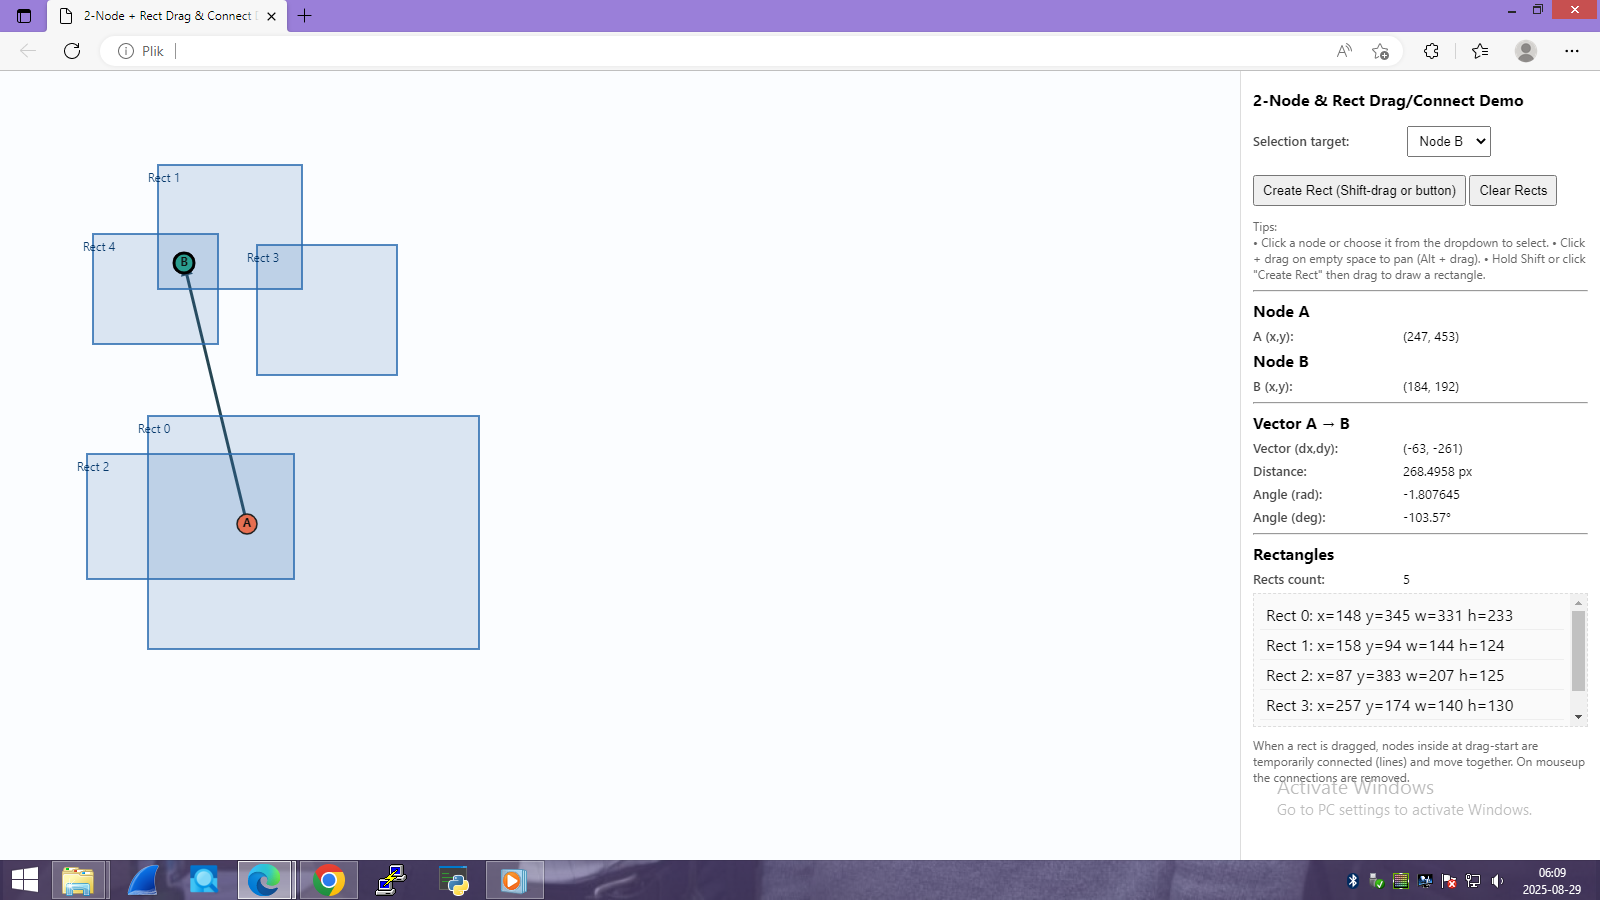 2-Node + Rect Drag & Connect
Plik
2-Node & Rect Drag/Connect Demo
Selection target:
Node B
Create Rect (Shift-drag or button)
Clear Rects
Tips:
• Click a node or choose it from the dropdown to select. • Click
+ drag on empty space to pan (Alt + drag). • Hold Shift or click
"Create Rect" then drag to draw a rectangle.
Node A
A (x,y): (247, 453)
Node B
B (x,y): (184, 192)
Vector A → B
Vector (dx,dy): (-63, -261)
Distance: 268.4958 px
Angle (rad): -1.807645
Angle (deg): -103.57°
Rectangles
Rects count: 5
Rect 0: x=148 y=345 w=331 h=233
Rect 1: x=158 y=94 w=144 h=124
Rect 2: x=87 y=383 w=207 h=125
Rect 3: x=257 y=174 w=140 h=130
When a rect is dragged, nodes inside at drag-start are
temporarily connected (lines) and move together. On mouseup
the connections are removed.
Activate Windows
Go to PC settings to activate Windows.
Rect 1
Rect 4
B
Rect 3
Rect 0
Rect 2
A
06:09
2025-08-29